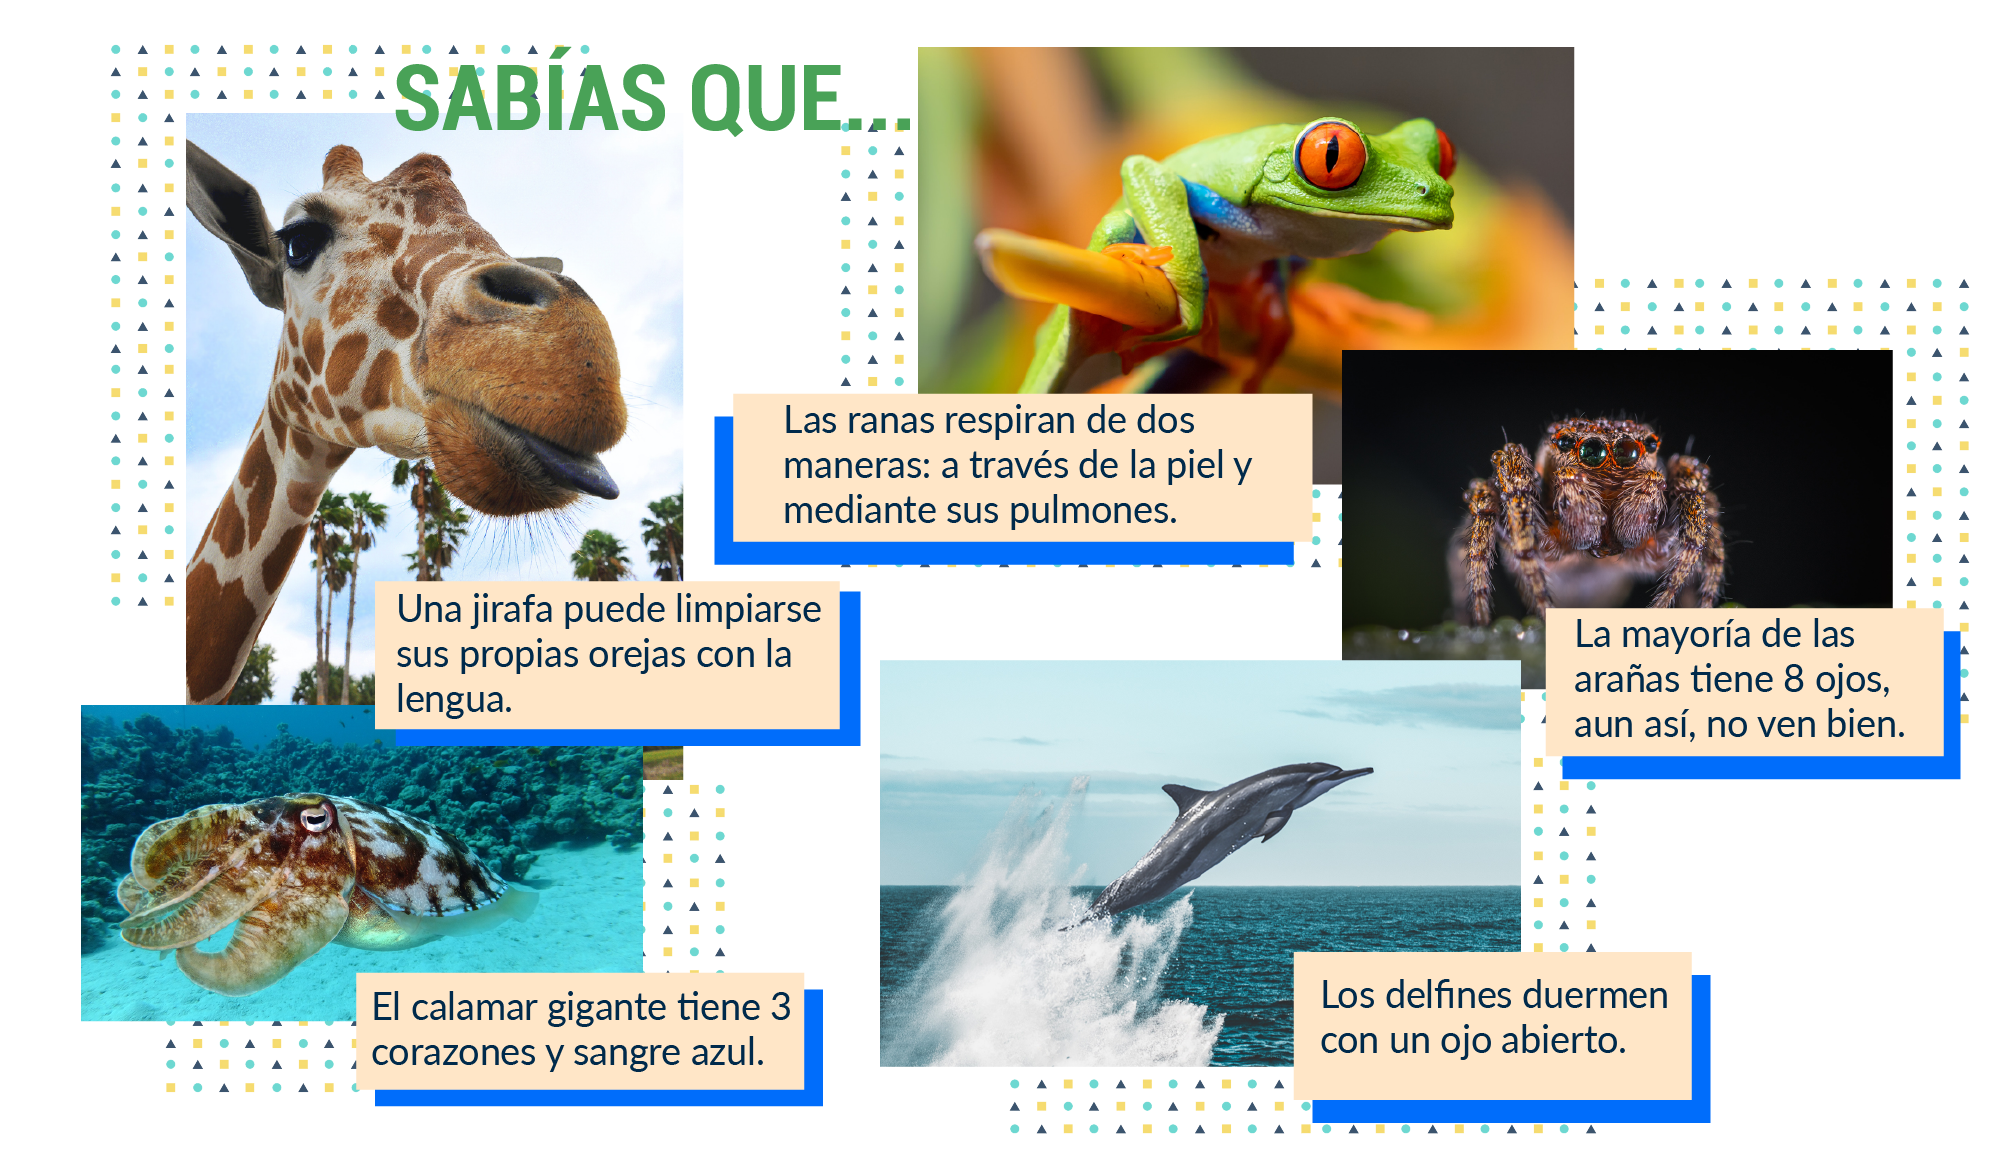 SABÍAS QUE...
Las ranas respiran de dos
maneras: a través de la piel y
mediante sus pulmones.
Una jirafa puede limpiarse
sus propias orejas con la
lengua.
La mayoría de las
arañas tiene 8 ojos,
aun así, no ven bien.
El calamar gigante tiene 3
corazones y sangre azul.
Los delfines duermen
con un ojo abierto.